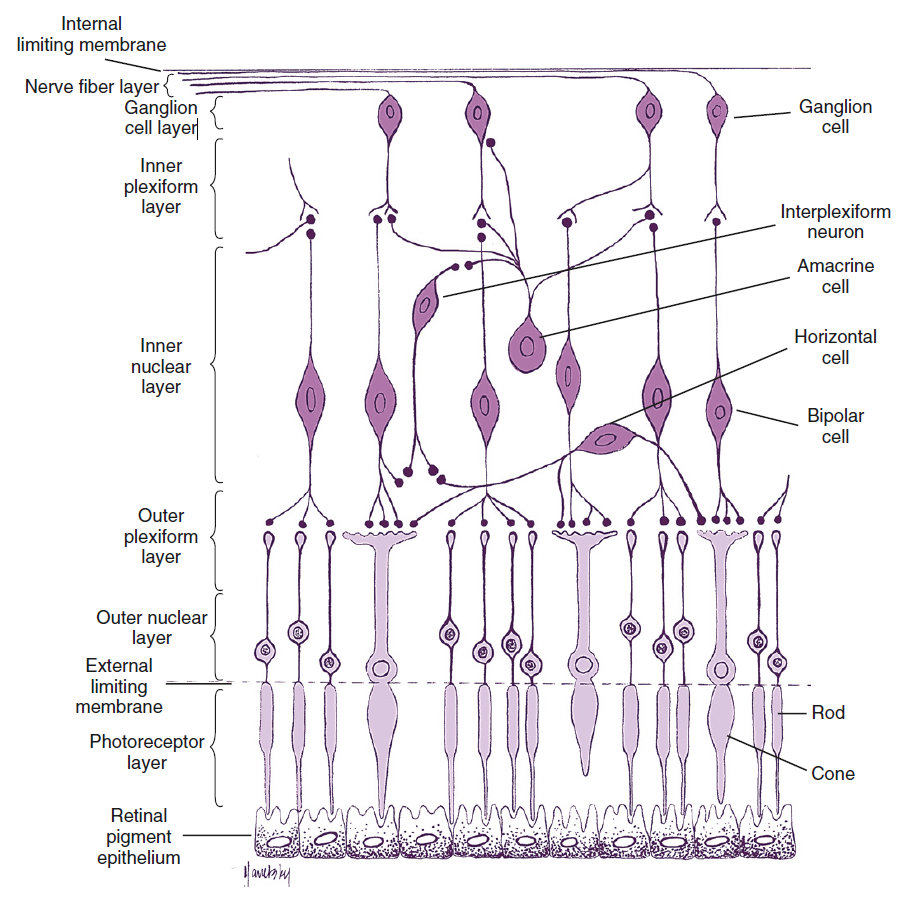 Internal
limiting membrane
Nerve fiber layer
Ganglion
cell layer
Inner
plexiform
layer
Inner
nuclear
layer
Outer
plexiform
layer
Outer nuclear
layer
External
limiting
membrane
Photoreceptor
layer
Retinal
pigment
epithelium
Ganglion
cell
Interplexiform
neuron
Amacrine
cell
Horizontal
cell
Bipolar
cell
Rod
Cone